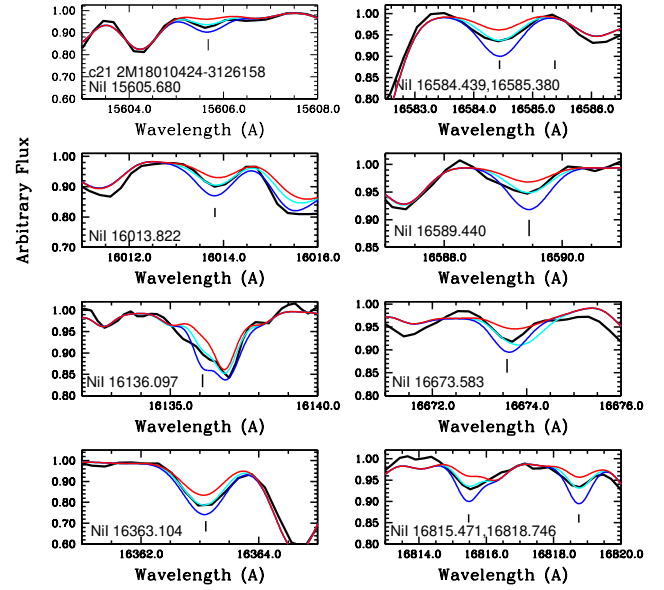 Arbitrary Flux
1.00
0.90
0.80
0.70
0.60
c21 2M18010424-3126158
NiI 15605.680
15604.0 15606.0 15608.0
Wavelength (A)
1.00
0.95
0.90
0.85
0.80
NiI 16584.439,16585.380
16583.0 16584.0 16585.0 16586.0
Wavelength (A)
1.00
0.90
0.80
0.70
NiI 16013.822
16012.0 16014.0 16016.0
Wavelength (A)
1.00
0.95
0.90
0.85
NiI 16589.440
16588.0 16590.0
Wavelength (A)
1.00
0.95
0.90
0.85
0.80
NiI 16136.097
16135.0 16140.0
Wavelength (A)
1.00
0.95
0.90
0.85
0.80
NiI 16673.583
16672.0 16674.0 16676.0
Wavelength (A)
1.00
0.90
0.80
0.70
0.60
NiI 16363.104
16362.0 16364.0
Wavelength (A)
1.00
0.95
0.90
0.85
0.80
NiI 16815.471,16818.746
16814.0 16816.0 16818.0 16820.0
Wavelength (A)